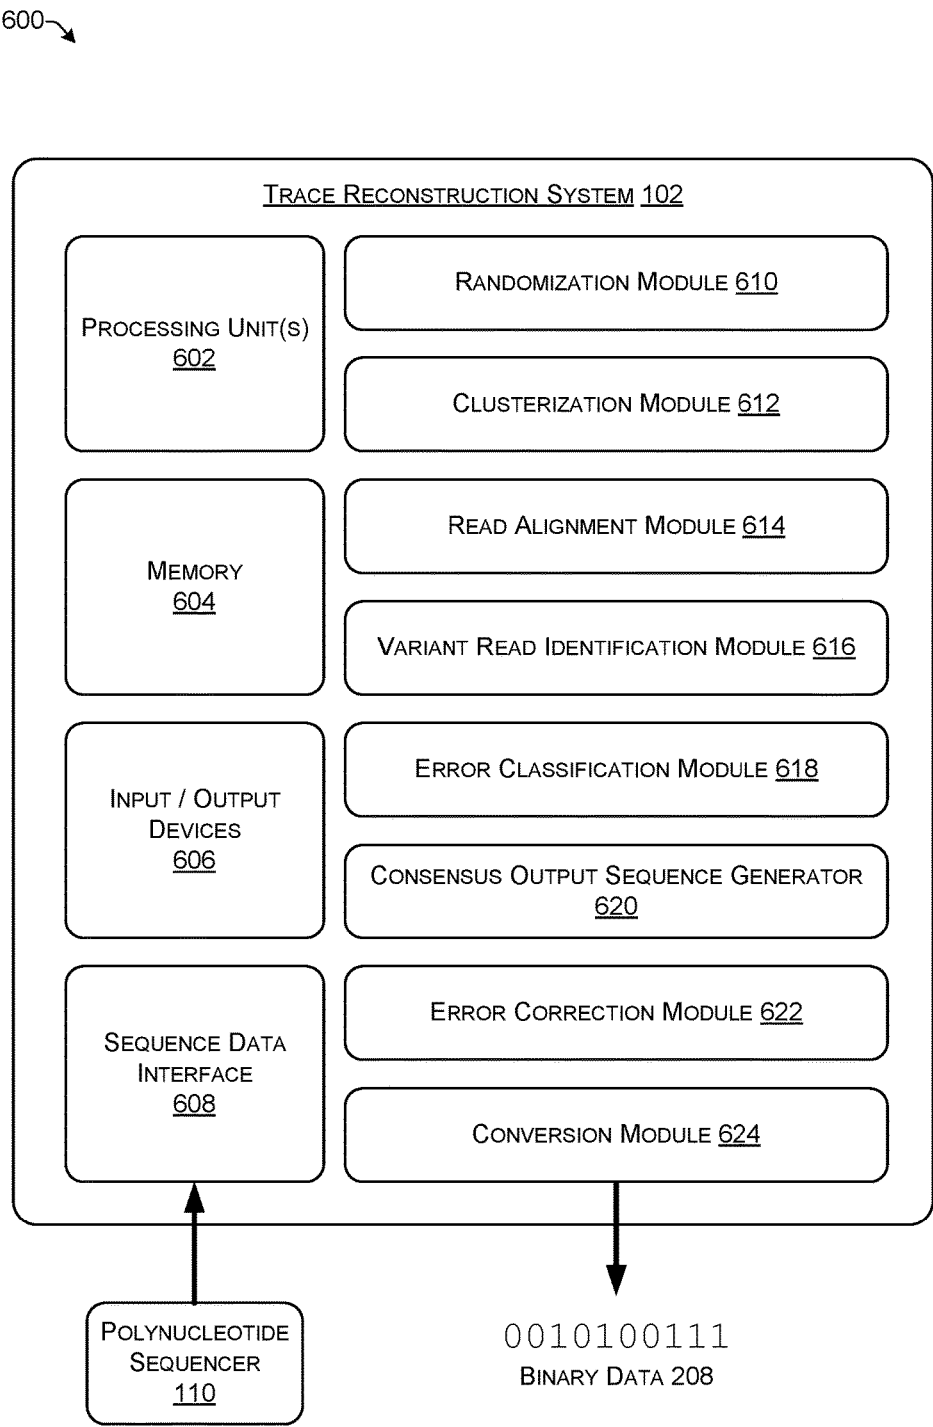 600
TRACE RECONSTRUCTION SYSTEM 102
PROCESSING UNIT(S)
602
MEMORY
604
INPUT / OUTPUT
DEVICES
606
SEQUENCE DATA
INTERFACE
608
RANDOMIZATION MODULE 610
CLUSTERIZATION MODULE 612
READ ALIGNMENT MODULE 614
VARIANT READ IDENTIFICATION MODULE 616
ERROR CLASSIFICATION MODULE 618
CONSENSUS OUTPUT SEQUENCE GENERATOR
620
ERROR CORRECTION MODULE 622
CONVERSION MODULE 624
POLYNUCLEOTIDE
SEQUENCER
110
0010100111
BINARY DATA 208